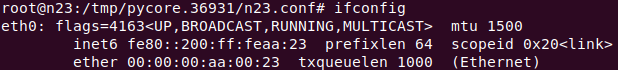 root@n23:/tmp/pycore.36931/n23.conf# ifconfig
eth0: flags=4163<UP,BROADCAST,RUNNING,MULTICAST>  mtu 1500
        inet6 fe80::200:ff:feaa:23  prefixlen 64  scopeid 0x20<link>
        ether 00:00:00:aa:00:23  txqueuelen 1000  (Ethernet)